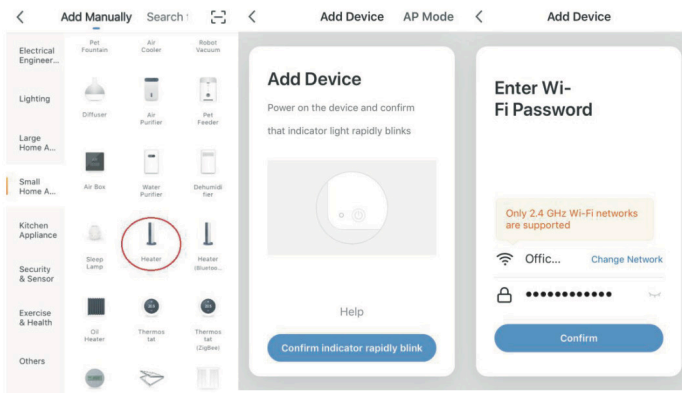 Add Manually Search
Electrical
Engineer...
Lighting
Large
Home A...
Small
Home A...
Kitchen
Appliance
Security
& Sensor
Exercise
& Health
Others
Pet
Fountain
Air
Cooler
Robot
Vacuum
Diffuser
Air
Purifier
Pet
Feeder
Air Box
Water
Purifier
Dehumidi
fier
Sleep
Lamp
Heater
Heater
(Bluetoo...
Oil
Heater
Thermos
tat
Thermos
tat
(ZigBee)
Add Device AP Mode
Add Device
Power on the device and confirm
that indicator light rapidly blinks
Help
Confirm indicator rapidly blink
Add Device
Enter Wi-
Fi Password
Only 2.4 GHz Wi-Fi networks
are supported
Offic... Change Network
Confirm